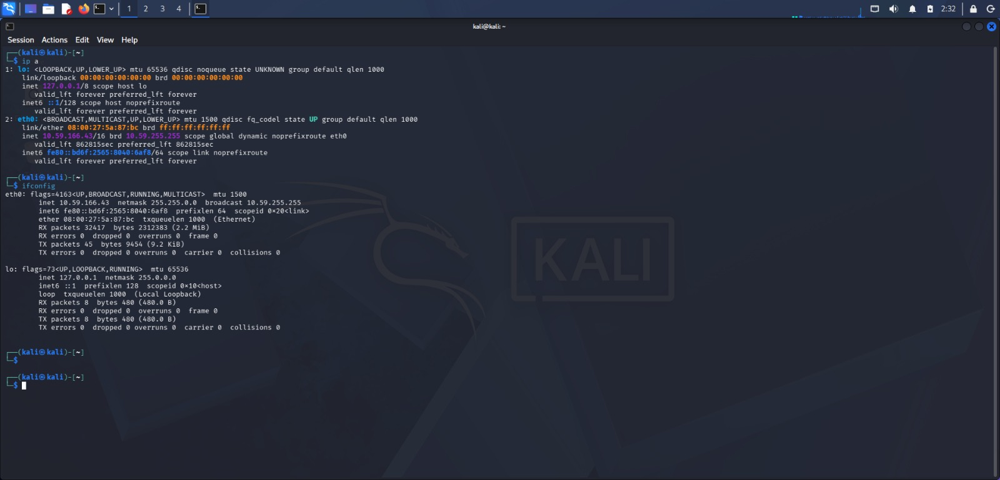 1 2 3 4
2:32
kali@kali: ~
Session Actions Edit View Help
┌──(kali㉿kali)-[~]
└─$ ip a
1: lo: <LOOPBACK,UP,LOWER_UP> mtu 65536 qdisc noqueue state UNKNOWN group default qlen 1000
    link/loopback 00:00:00:00:00:00 brd 00:00:00:00:00:00
    inet 127.0.0.1/8 scope host lo
       valid_lft forever preferred_lft forever
    inet6 ::1/128 scope host noprefixroute
       valid_lft forever preferred_lft forever
2: eth0: <BROADCAST,MULTICAST,UP,LOWER_UP> mtu 1500 qdisc fq_codel state UP group default qlen 1000
    link/ether 08:00:27:5a:87:bc brd ff:ff:ff:ff:ff:ff
    inet 10.59.166.43/16 brd 10.59.255.255 scope global dynamic noprefixroute eth0
       valid_lft 862815sec preferred_lft 862815sec
    inet6 fe80::bd6f:2565:8040:6af8/64 scope link noprefixroute
       valid_lft forever preferred_lft forever
┌──(kali㉿kali)-[~]
└─$ ifconfig
eth0: flags=4163<UP,BROADCAST,RUNNING,MULTICAST>  mtu 1500
        inet 10.59.166.43  netmask 255.255.0.0  broadcast 10.59.255.255
        inet6 fe80::bd6f:2565:8040:6af8  prefixlen 64  scopeid 0×20<link>
        ether 08:00:27:5a:87:bc  txqueuelen 1000  (Ethernet)
        RX packets 32417  bytes 2312383 (2.2 MiB)
        RX errors 0  dropped 0  overruns 0  frame 0
        TX packets 45  bytes 9454 (9.2 KiB)
        TX errors 0  dropped 0 overruns 0  carrier 0  collisions 0
lo: flags=73<UP,LOOPBACK,RUNNING>  mtu 65536
        inet 127.0.0.1  netmask 255.0.0.0
        inet6 ::1  prefixlen 128  scopeid 0×10<host>
        loop  txqueuelen 1000  (Local Loopback)
        RX packets 8  bytes 480 (480.0 B)
        RX errors 0  dropped 0  overruns 0  frame 0
        TX packets 8  bytes 480 (480.0 B)
        TX errors 0  dropped 0 overruns 0  carrier 0  collisions 0
┌──(kali㉿kali)-[~]
└─$
┌──(kali㉿kali)-[~]
└─$
KALI